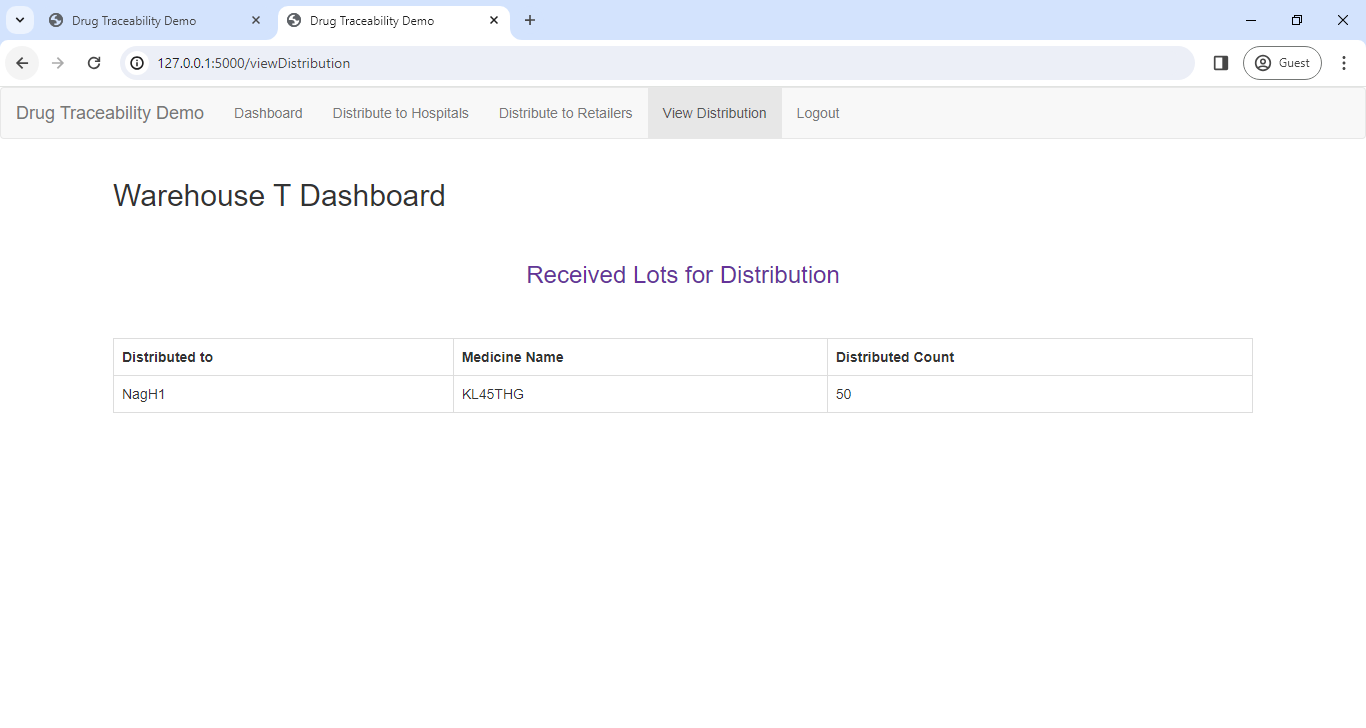 Drug Traceability Demo Drug Traceability Demo
127.0.0.1:5000/viewDistribution Guest
Drug Traceability Demo Dashboard Distribute to Hospitals Distribute to Retailers View Distribution Logout
Warehouse T Dashboard
Received Lots for Distribution
Distributed to Medicine Name Distributed Count
NagH1 KL45THG 50